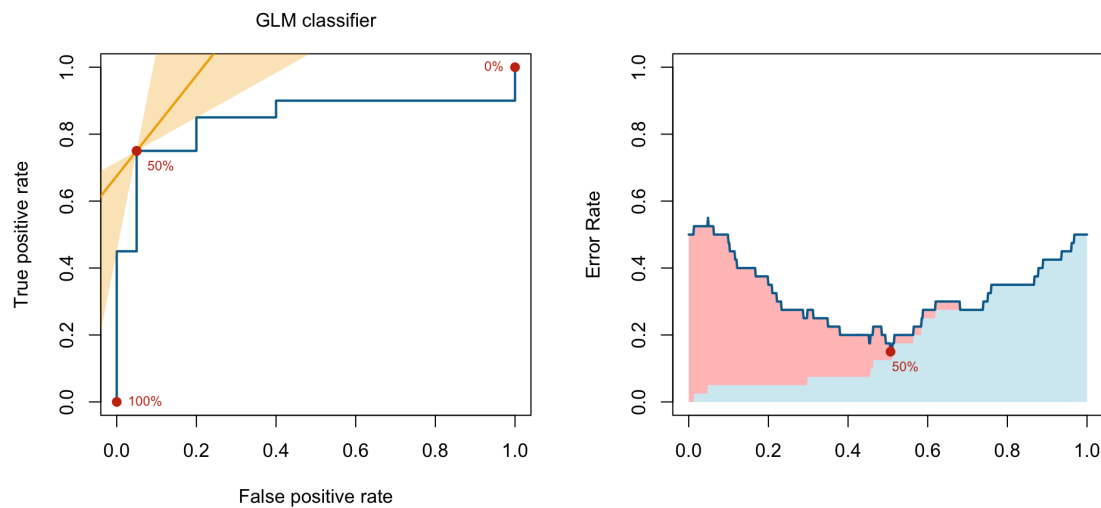 GLM classifier
True positive rate
0.0 0.2 0.4 0.6 0.8 1.0
0%
50%
100%
0.0 0.2 0.4 0.6 0.8 1.0
False positive rate
Error Rate
0.0 0.2 0.4 0.6 0.8 1.0
50%
0.0 0.2 0.4 0.6 0.8 1.0